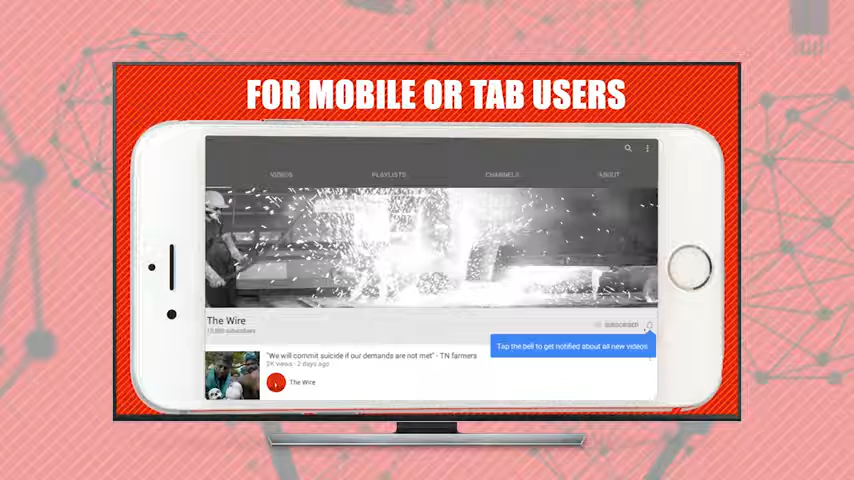 FOR MOBILE OR TAB USERS
VIDEOS PLAYLISTS CHANNELS ABOUT
The Wire
SUBSCRIBED
subscribers
Tap the bell to get notified about all new videos
"We will commit suicide if our demands are not met" - TN farmers
2K views · 2 days ago
The Wire